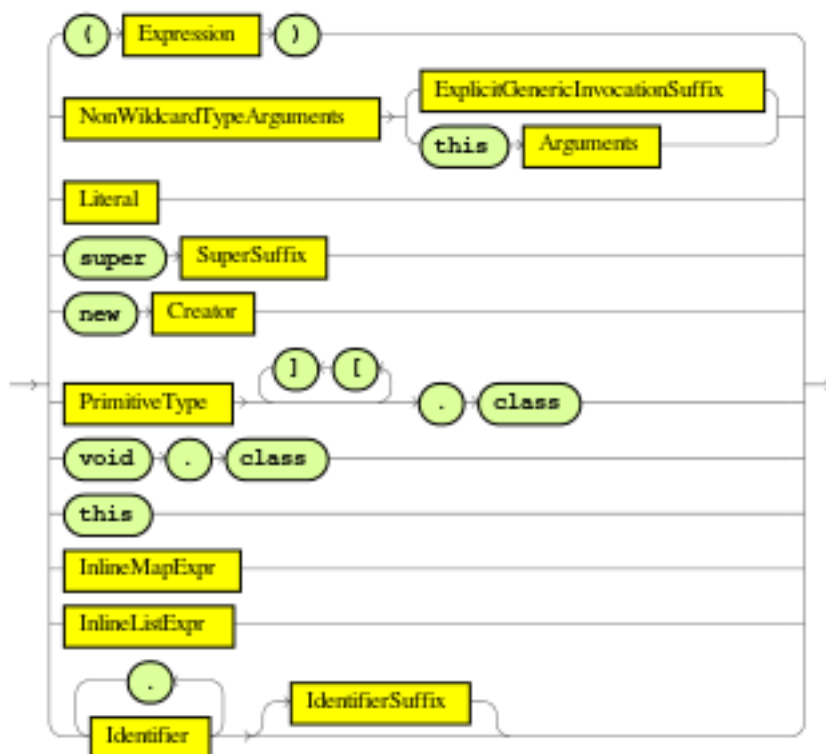 ( Expression )
ExplicitGenericInvocationSuffix
NonWildcardTypeArguments
this Arguments
Literal
super SuperSuffix
new Creator
] [
PrimitiveType . class
void . class
this
InlineMapExpr
InlineListExpr
.
IdentifierSuffix
Identifier